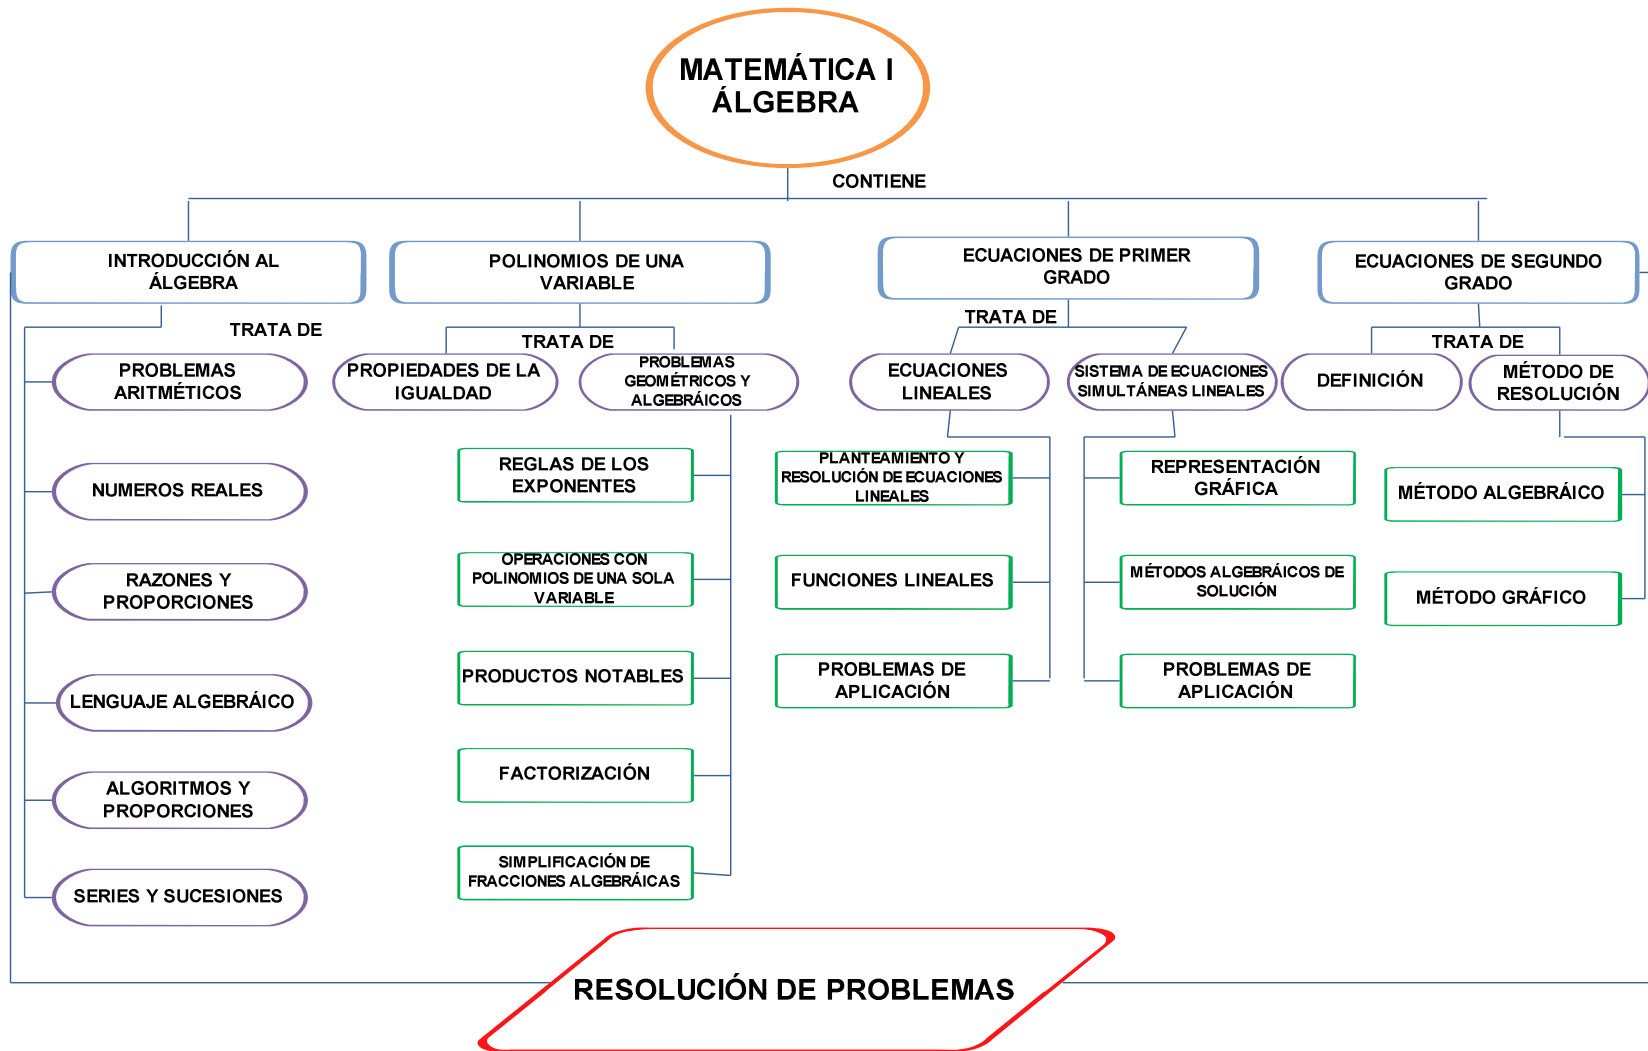 MATEMÁTICA I
ÁLGEBRA
CONTIENE
INTRODUCCIÓN AL
ÁLGEBRA
POLINOMIOS DE UNA
VARIABLE
ECUACIONES DE PRIMER
GRADO
ECUACIONES DE SEGUNDO
GRADO
TRATA DE
TRATA DE
TRATA DE
TRATA DE
PROBLEMAS
ARITMÉTICOS
PROPIEDADES DE LA
IGUALDAD
PROBLEMAS
GEOMÉTRICOS Y
ALGEBRÁICOS
ECUACIONES
LINEALES
SISTEMA DE ECUACIONES
SIMULTÁNEAS LINEALES
DEFINICIÓN
MÉTODO DE
RESOLUCIÓN
NUMEROS REALES
RAZONES Y
PROPORCIONES
LENGUAJE ALGEBRÁICO
ALGORITMOS Y
PROPORCIONES
SERIES Y SUCESIONES
REGLAS DE LOS
EXPONENTES
OPERACIONES CON
POLINOMIOS DE UNA SOLA
VARIABLE
PRODUCTOS NOTABLES
FACTORIZACIÓN
SIMPLIFICACIÓN DE
FRACCIONES ALGEBRÁICAS
PLANTEAMIENTO Y
RESOLUCIÓN DE ECUACIONES
LINEALES
FUNCIONES LINEALES
PROBLEMAS DE
APLICACIÓN
REPRESENTACIÓN
GRÁFICA
MÉTODOS ALGEBRÁICOS DE
SOLUCIÓN
PROBLEMAS DE
APLICACIÓN
MÉTODO ALGEBRÁICO
MÉTODO GRÁFICO
RESOLUCIÓN DE PROBLEMAS